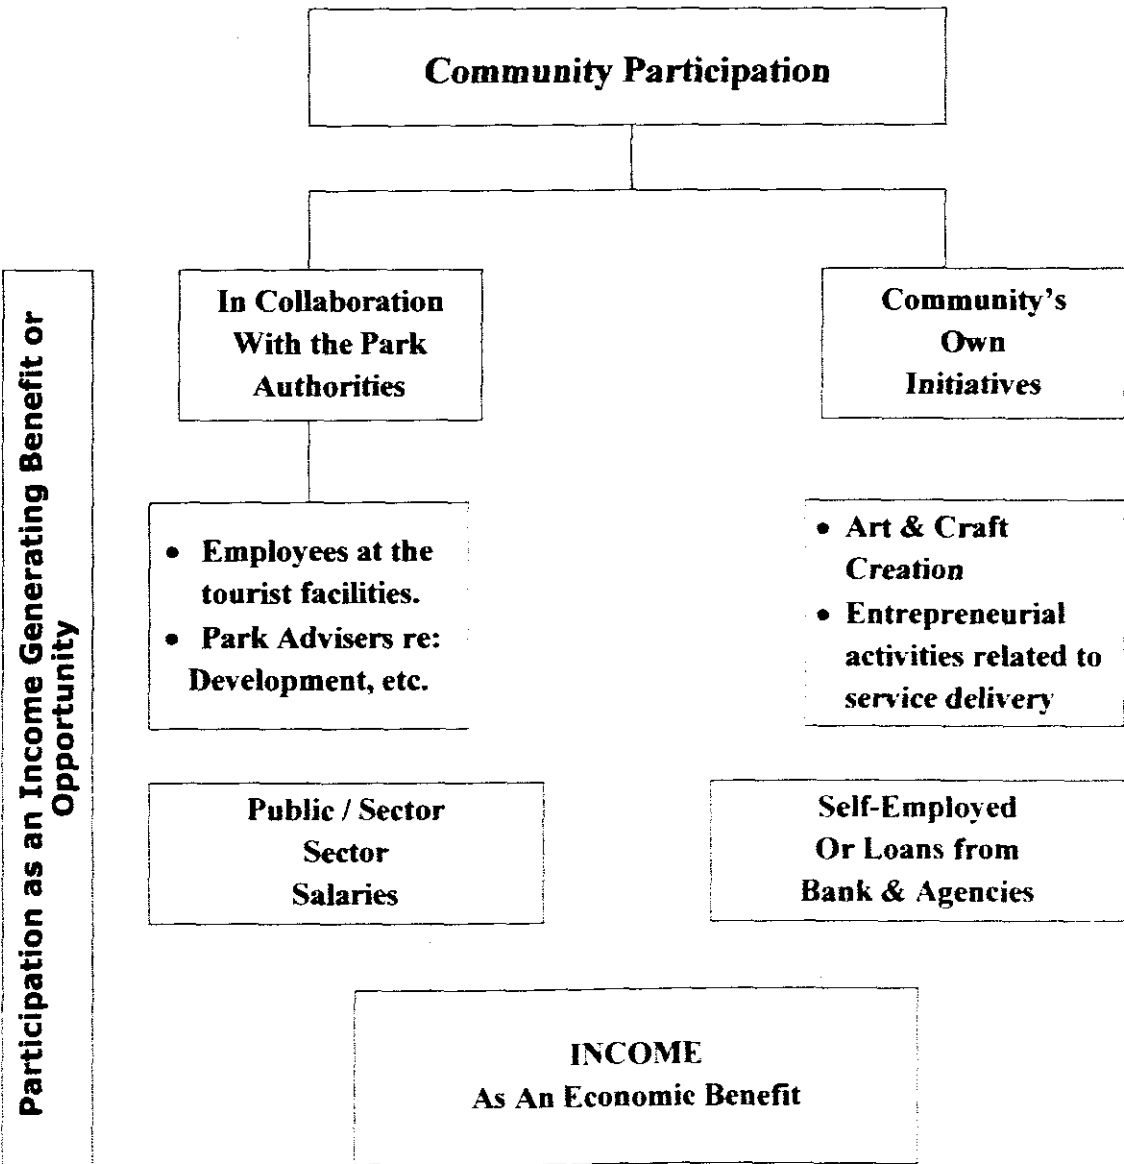 Community Participation
In Collaboration
With the Park
Authorities
Community's
Own
Initiatives
Participation as an Income Generating Benefit or
Opportunity
• Employees at the
tourist facilities.
• Park Advisers re:
Development, etc.
• Art & Craft
Creation
• Entrepreneurial
activities related to
service delivery
Public / Sector
Sector
Salaries
Self-Employed
Or Loans from
Bank & Agencies
INCOME
As An Economic Benefit